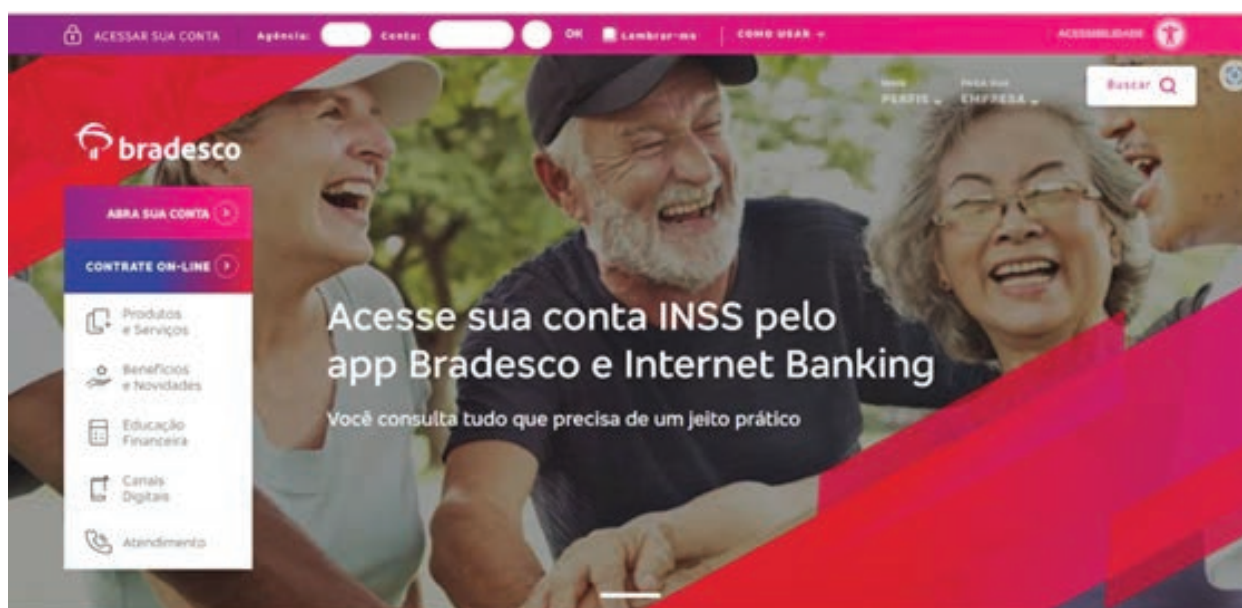 ACESSAR SUA CONTA Agência: Conta: OK Lembrar-me COMO USAR ACESSIBILIDADE
PERFIS EMPRESA Buscar
PARA SUA
bradesco
ABRA SUA CONTA
CONTRATE ON-LINE
Produtos
e Serviços
Benefícios
e Novidades
Educação
Financeira
Canais
Digitais
Atendimento
Acesse sua conta INSS pelo
app Bradesco e Internet Banking
Você consulta tudo que precisa de um jeito prático